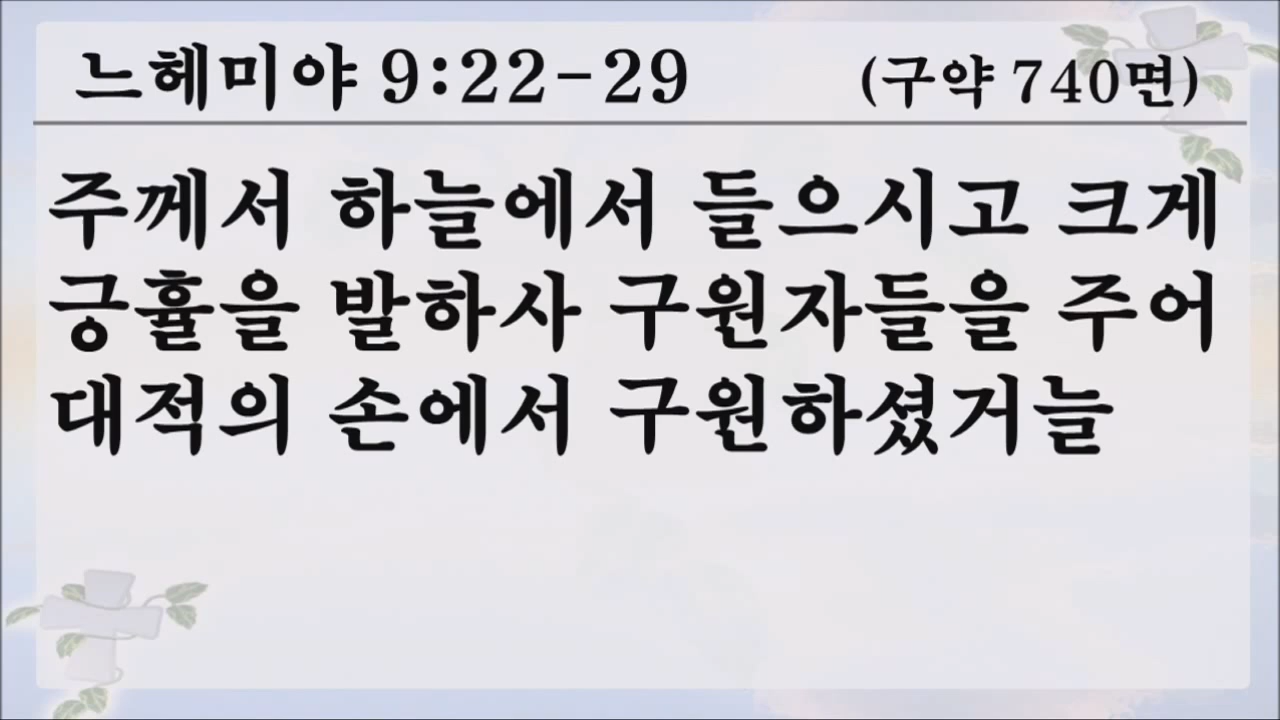 느헤미야 9:22-29 (구약 740면)
주께서 하늘에서 들으시고 크게
긍휼을 발하사 구원자들을 주어
대적의 손에서 구원하셨거늘